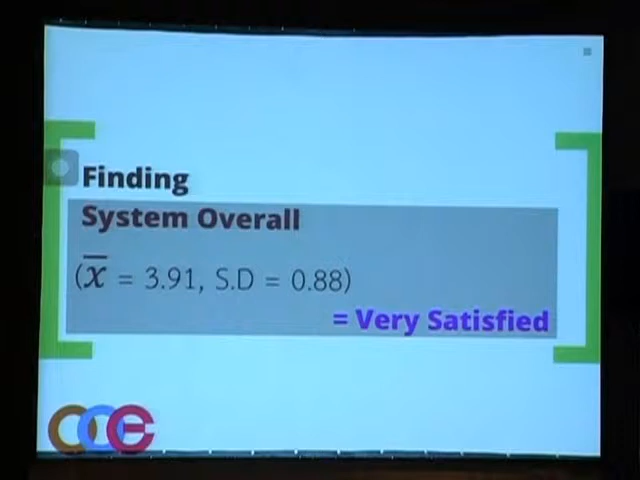 Finding
System Overall
(x̅ = 3.91, S.D = 0.88)
= Very Satisfied